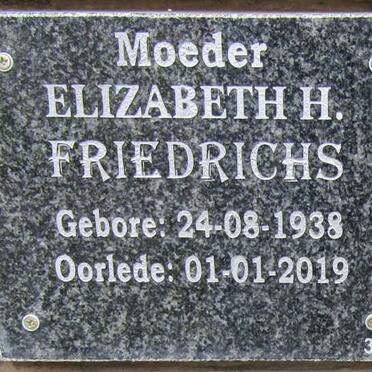 Moeder
ELIZABETH H.
FRIEDRICHS
Gebore: 24-08-1938
Oorlede: 01-01-2019